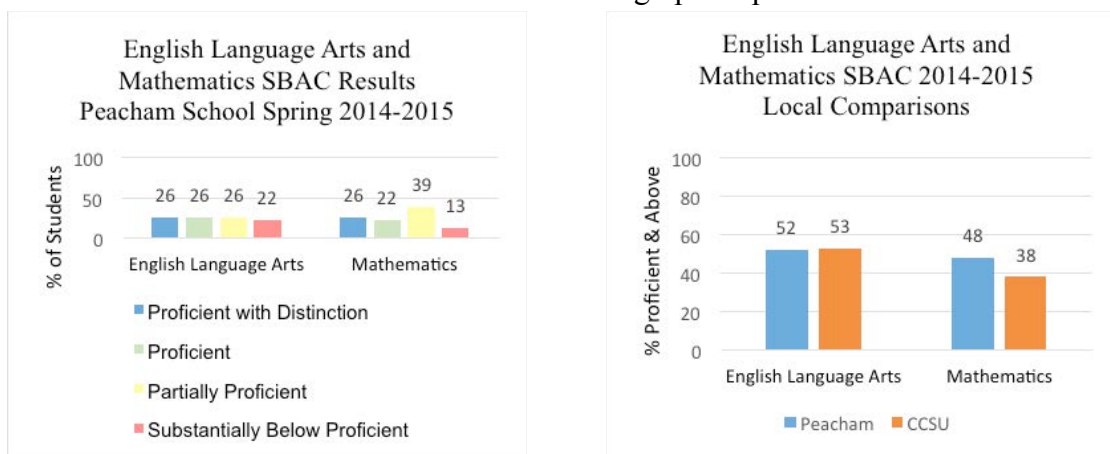 English Language Arts and
Mathematics SBAC Results
Peacham School Spring 2014-2015
% of Students
100
50
0
26 26 26 22
26 22 39 13
English Language Arts
Mathematics
Proficient with Distinction
Proficient
Partially Proficient
Substantially Below Proficient
English Language Arts and
Mathematics SBAC 2014-2015
Local Comparisons
% Proficient & Above
100
80
60
40
20
0
52 53
48 38
English Language Arts
Mathematics
Peacham
CCSU